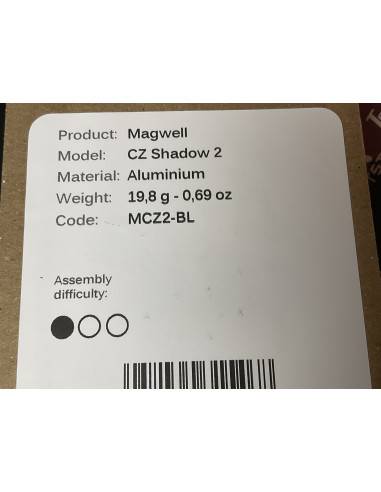 Product: Magwell
Model: CZ Shadow 2
Material: Aluminium
Weight: 19,8 g - 0,69 oz
Code: MCZ2-BL
Assembly
difficulty: